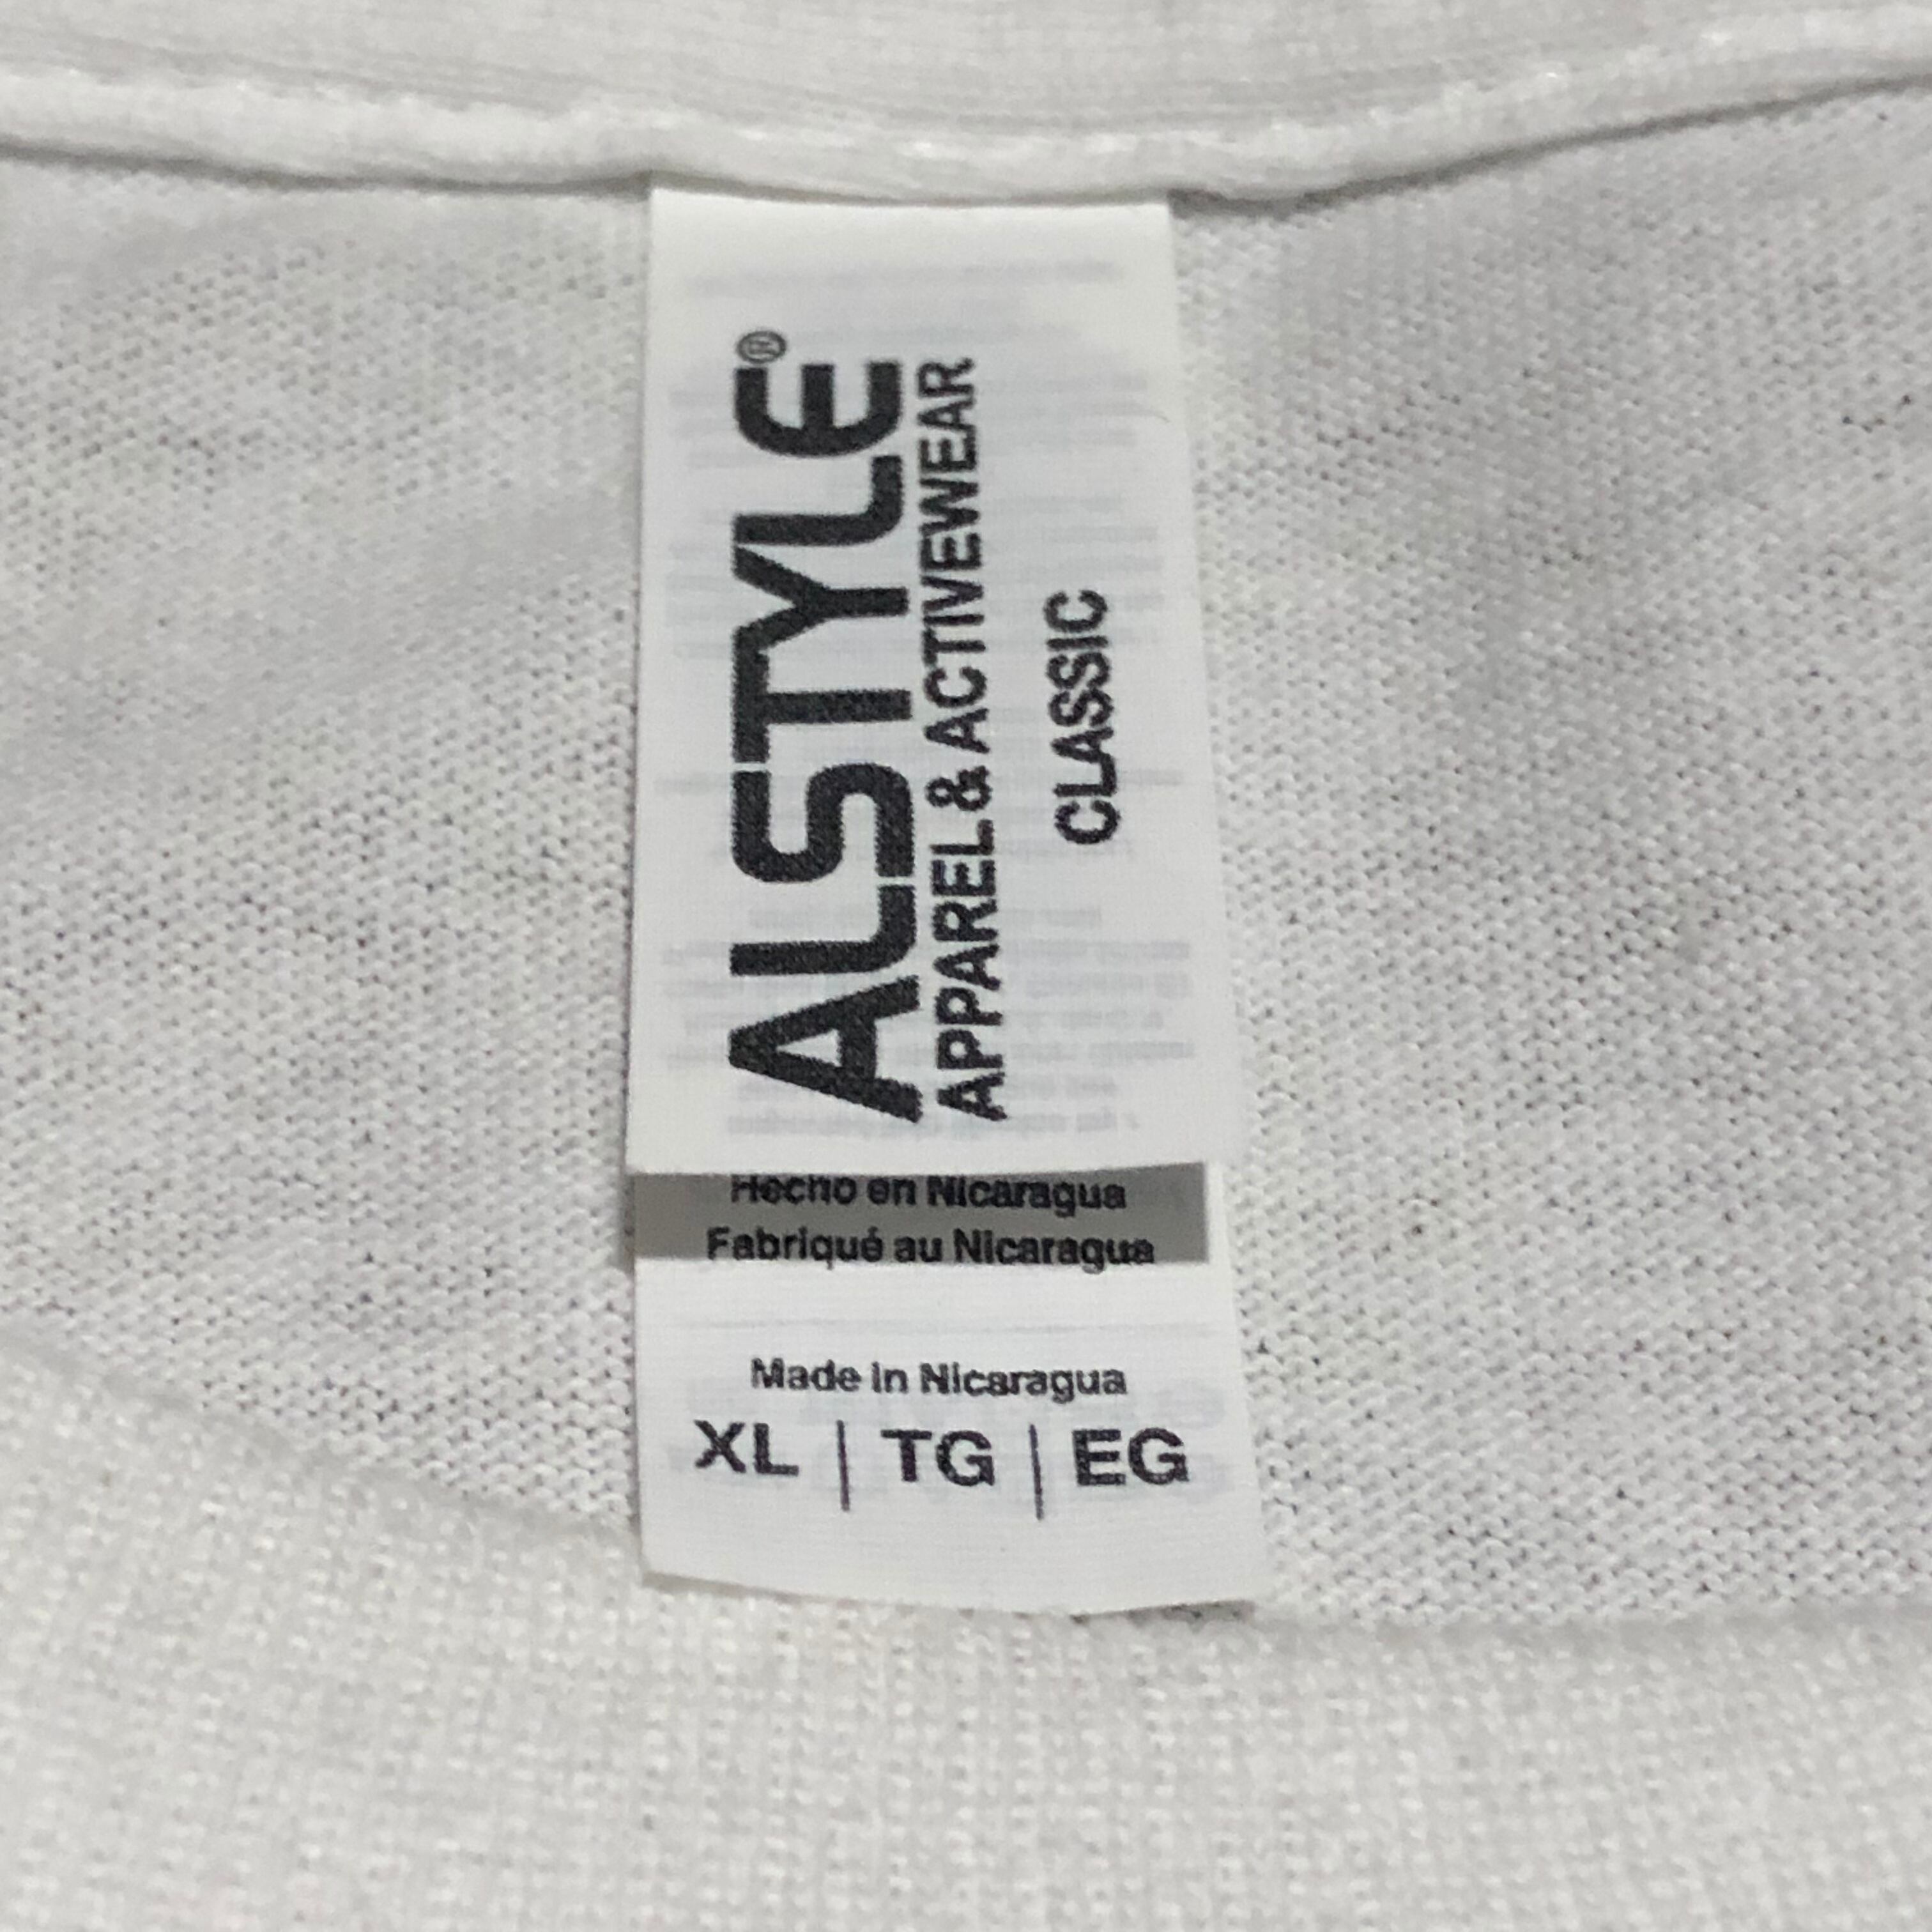 ALSTYLE®
APPAREL & ACTIVEWEAR
CLASSIC
Hecho en Nicaragua
Fabriqué au Nicaragua
Made in Nicaragua
XL | TG | EG